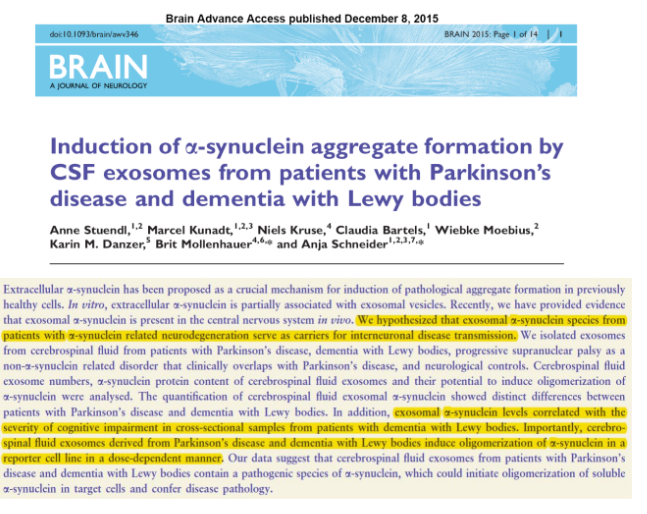 Brain Advance Access published December 8, 2015
doi:10.1093/brain/awv346 BRAIN 2015: Page 1 of 14 | 1
BRAIN
A JOURNAL OF NEUROLOGY
Induction of α-synuclein aggregate formation by
CSF exosomes from patients with Parkinson's
disease and dementia with Lewy bodies
Anne Stuendl,1,2 Marcel Kunadt,1,2,3 Niels Kruse,4 Claudia Bartels,1 Wiebke Moebius,2
Karin M. Danzer,5 Brit Mollenhauer4,6,* and Anja Schneider1,2,3,7,*
Extracellular α-synuclein has been proposed as a crucial mechanism for induction of pathological aggregate formation in previously
healthy cells. In vitro, extracellular α-synuclein is partially associated with exosomal vesicles. Recently, we have provided evidence
that exosomal α-synuclein is present in the central nervous system in vivo. We hypothesized that exosomal α-synuclein species from
patients with α-synuclein related neurodegeneration serve as carriers for interneuronal disease transmission. We isolated exosomes
from cerebrospinal fluid from patients with Parkinson's disease, dementia with Lewy bodies, progressive supranuclear palsy as a
non-α-synuclein related disorder that clinically overlaps with Parkinson's disease, and neurological controls. Cerebrospinal fluid
exosome numbers, α-synuclein protein content of cerebrospinal fluid exosomes and their potential to induce oligomerization of
α-synuclein were analysed. The quantification of cerebrospinal fluid exosomal α-synuclein showed distinct differences between
patients with Parkinson's disease and dementia with Lewy bodies. In addition, exosomal α-synuclein levels correlated with the
severity of cognitive impairment in cross-sectional samples from patients with dementia with Lewy bodies. Importantly, cerebro-
spinal fluid exosomes derived from Parkinson's disease and dementia with Lewy bodies induce oligomerization of α-synuclein in a
reporter cell line in a dose-dependent manner. Our data suggest that cerebrospinal fluid exosomes from patients with Parkinson's
disease and dementia with Lewy bodies contain a pathogenic species of α-synuclein, which could initiate oligomerization of soluble
α-synuclein in target cells and confer disease pathology.